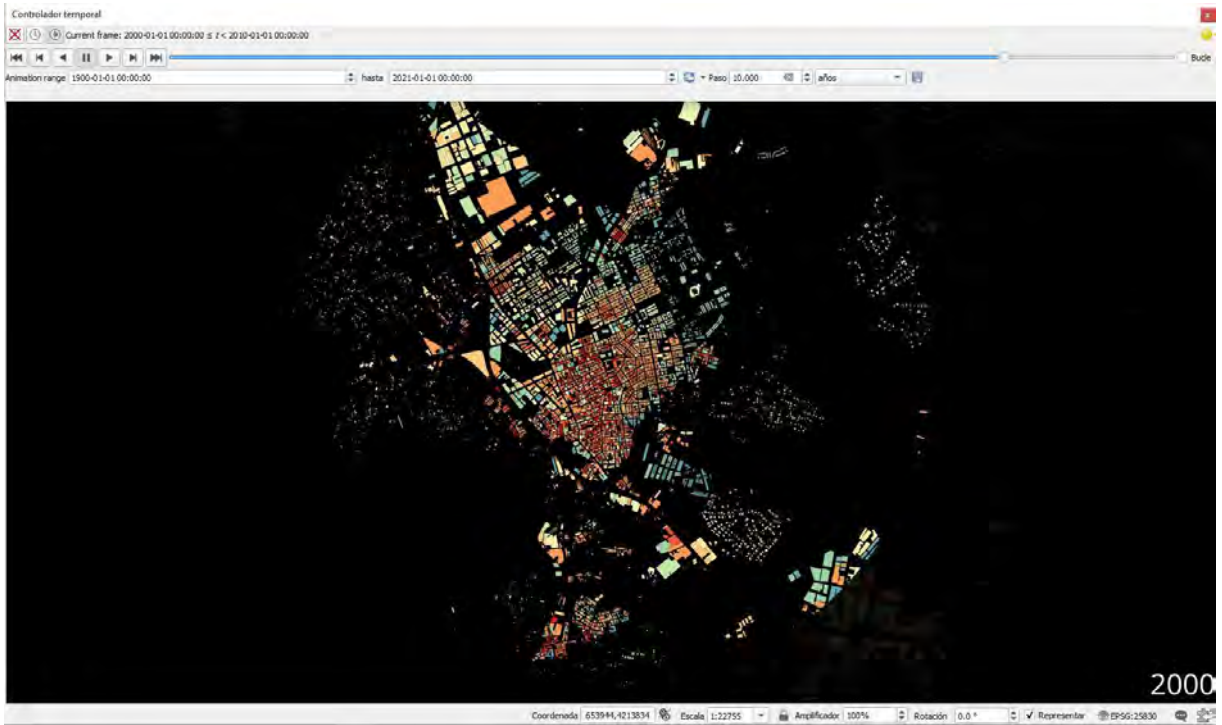 Controlador temporal
Current frame: 2000-01-01 00:00:00 ≤ t < 2010-01-01 00:00:00
Bucle
Animation range 1900-01-01 00:00:00 hasta 2021-01-01 00:00:00 Paso 10.000 años
2000
Coordenada 653944,4213834 Escala 1:22755 Amplificador 100% Rotación 0.0 ° Representar EPSG:25830